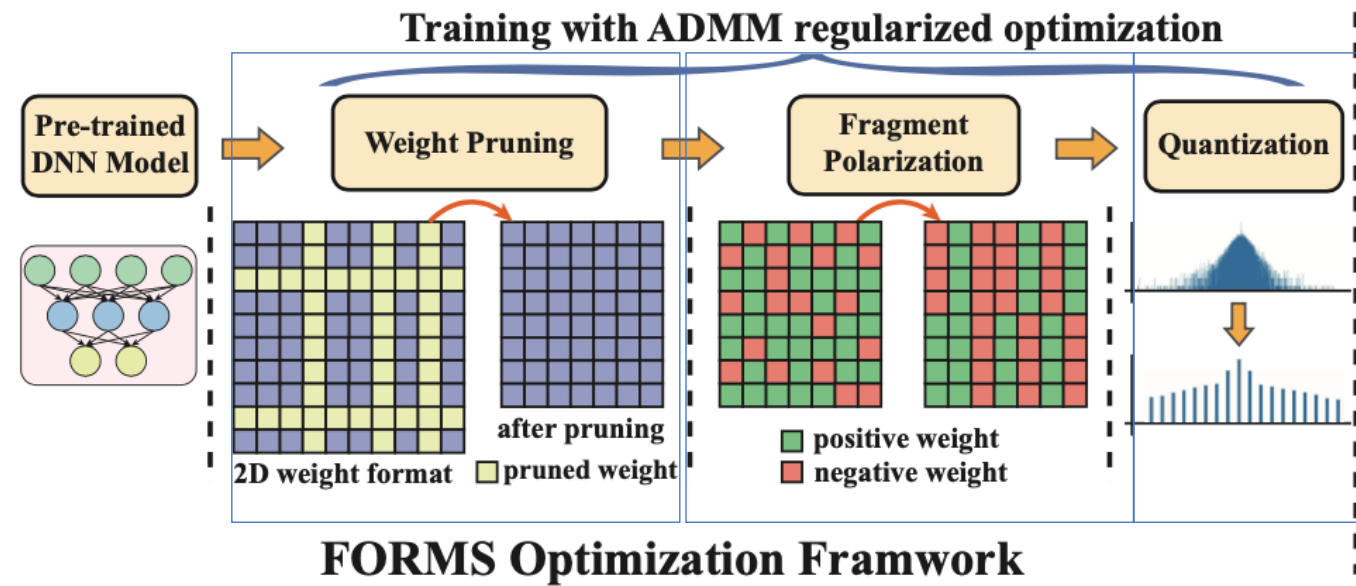 Training with ADMM regularized optimization
Pre-trained
DNN Model
Weight Pruning
Fragment
Polarization
Quantization
after pruning
2D weight format
pruned weight
positive weight
negative weight
FORMS Optimization Framwork